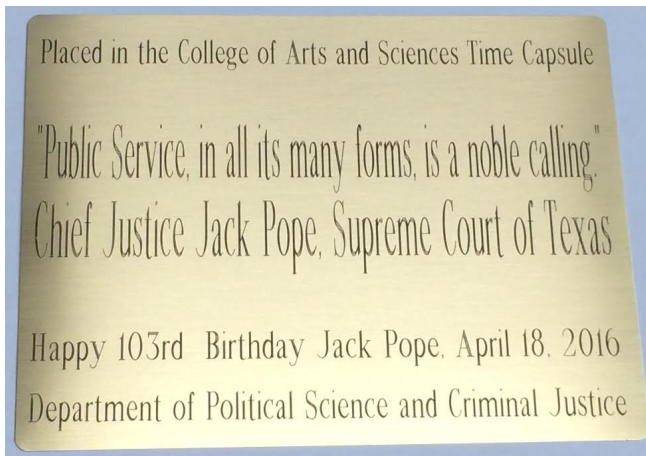 Placed in the College of Arts and Sciences Time Capsule
"Public Service, in all its many forms, is a noble calling."
Chief Justice Jack Pope, Supreme Court of Texas
Happy 103rd Birthday Jack Pope, April 18, 2016
Department of Political Science and Criminal Justice